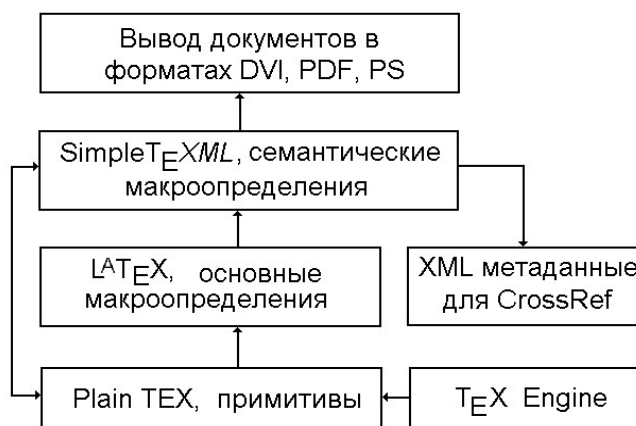 Вывод документов в
форматах DVI, PDF, PS
SimpleTEXML, семантические
макроопределения
LATEX, основные
макроопределения
XML метаданные
для CrossRef
Plain TEX, примитивы
TEX Engine